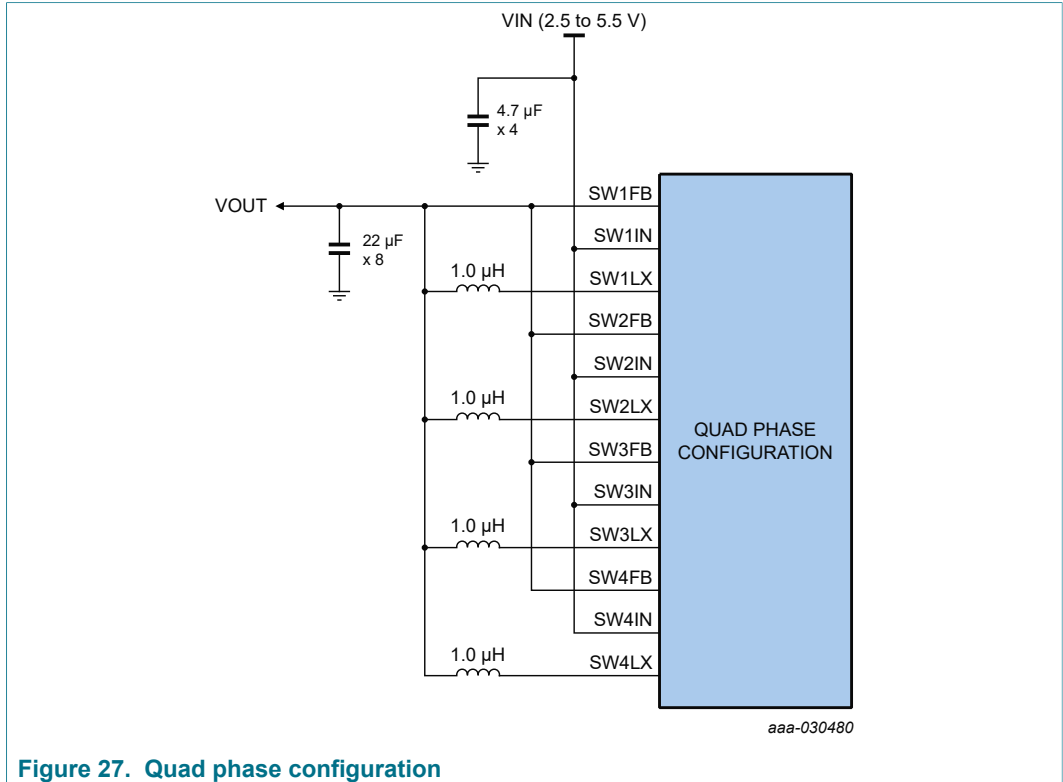 VIN (2.5 to 5.5 V)
4.7 µF
x 4
SW1FB
VOUT
SW1IN
22 µF
x 8
1.0 µH
SW1LX
SW2FB
SW2IN
1.0 µH
SW2LX
QUAD PHASE
CONFIGURATION
SW3FB
SW3IN
1.0 µH
SW3LX
SW4FB
SW4IN
1.0 µH
SW4LX
aaa-030480
Figure 27. Quad phase configuration